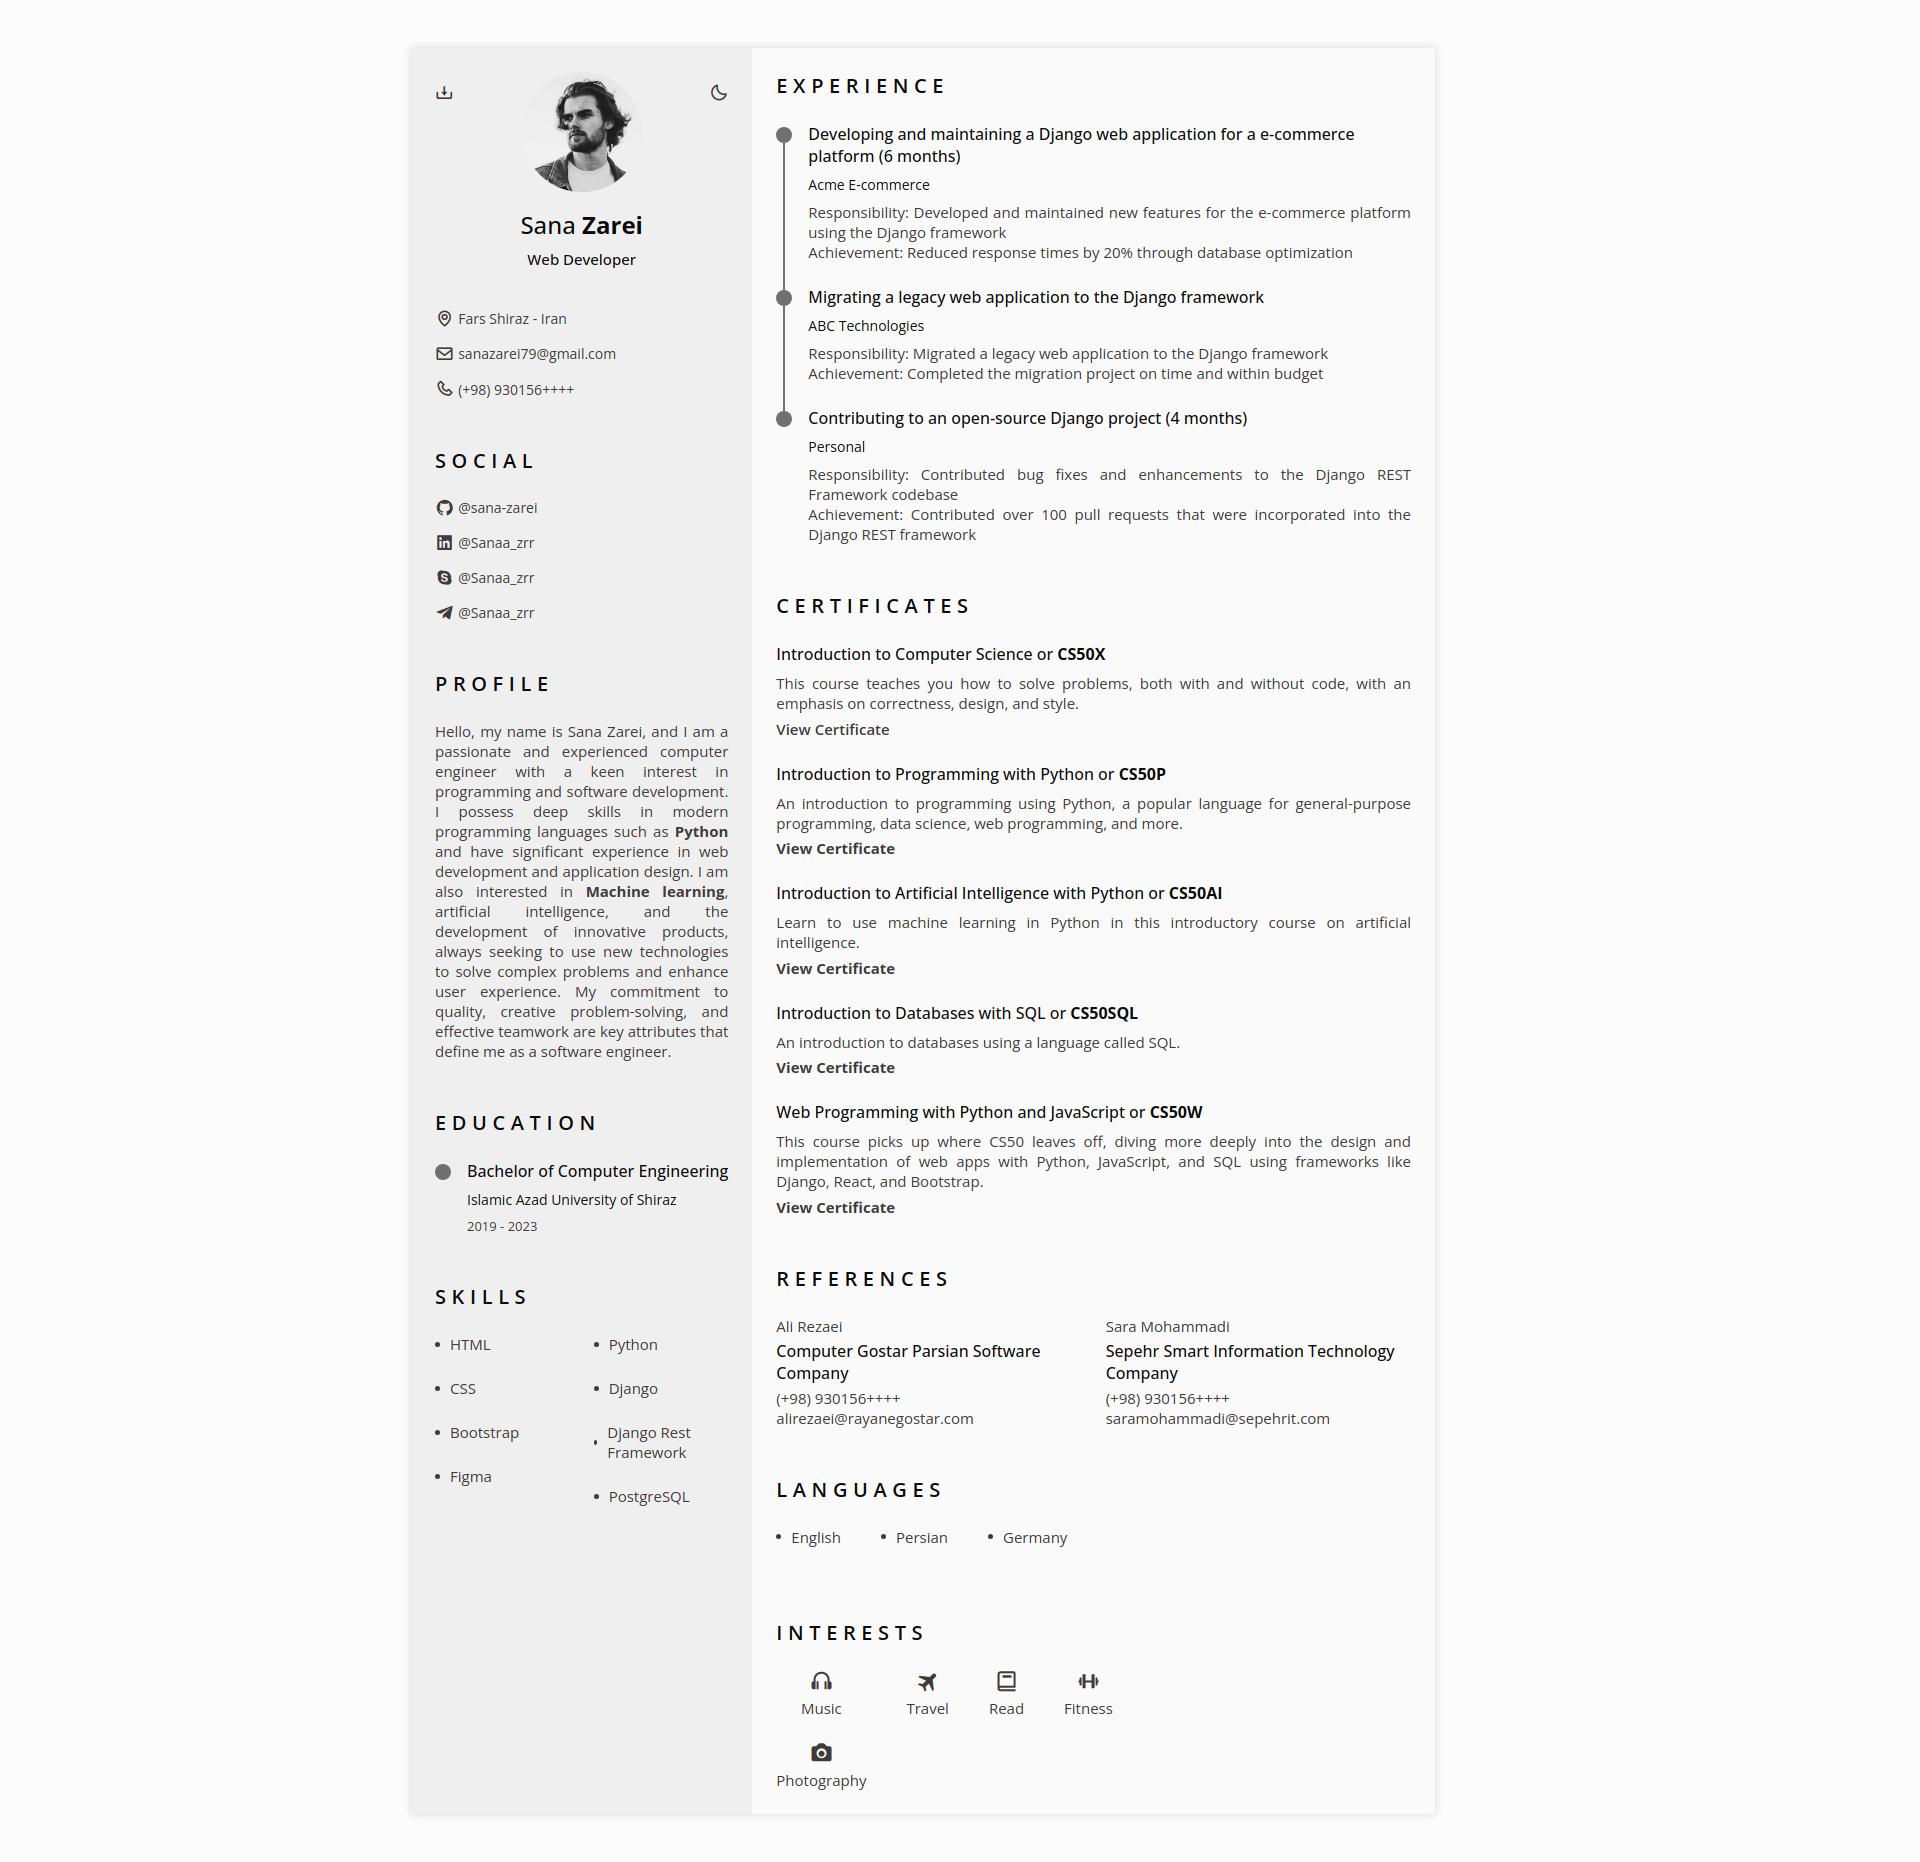 Sana Zarei
Web Developer
Fars Shiraz - Iran
sanazarei79@gmail.com
(+98) 930156++++
SOCIAL
@sana-zarei
@Sanaa_zrr
@Sanaa_zrr
@Sanaa_zrr
PROFILE
Hello, my name is Sana Zarei, and I am a
passionate and experienced computer
engineer with a keen interest in
programming and software development.
I possess deep skills in modern
programming languages such as Python
and have significant experience in web
development and application design. I am
also interested in Machine learning,
artificial intelligence, and the
development of innovative products,
always seeking to use new technologies
to solve complex problems and enhance
user experience. My commitment to
quality, creative problem-solving, and
effective teamwork are key attributes that
define me as a software engineer.
EDUCATION
Bachelor of Computer Engineering
Islamic Azad University of Shiraz
2019 - 2023
SKILLS
HTML
CSS
Bootstrap
Figma
Python
Django
Django Rest
Framework
PostgreSQL
EXPERIENCE
Developing and maintaining a Django web application for a e-commerce
platform (6 months)
Acme E-commerce
Responsibility: Developed and maintained new features for the e-commerce platform
using the Django framework
Achievement: Reduced response times by 20% through database optimization
Migrating a legacy web application to the Django framework
ABC Technologies
Responsibility: Migrated a legacy web application to the Django framework
Achievement: Completed the migration project on time and within budget
Contributing to an open-source Django project (4 months)
Personal
Responsibility: Contributed bug fixes and enhancements to the Django REST
Framework codebase
Achievement: Contributed over 100 pull requests that were incorporated into the
Django REST framework
CERTIFICATES
Introduction to Computer Science or CS50X
This course teaches you how to solve problems, both with and without code, with an
emphasis on correctness, design, and style.
View Certificate
Introduction to Programming with Python or CS50P
An introduction to programming using Python, a popular language for general-purpose
programming, data science, web programming, and more.
View Certificate
Introduction to Artificial Intelligence with Python or CS50AI
Learn to use machine learning in Python in this introductory course on artificial
intelligence.
View Certificate
Introduction to Databases with SQL or CS50SQL
An introduction to databases using a language called SQL.
View Certificate
Web Programming with Python and JavaScript or CS50W
This course picks up where CS50 leaves off, diving more deeply into the design and
implementation of web apps with Python, JavaScript, and SQL using frameworks like
Django, React, and Bootstrap.
View Certificate
REFERENCES
Ali Rezaei
Computer Gostar Parsian Software
Company
(+98) 930156++++
alirezaei@rayanegostar.com
Sara Mohammadi
Sepehr Smart Information Technology
Company
(+98) 930156++++
saramohammadi@sepehrit.com
LANGUAGES
English
Persian
Germany
INTERESTS
Music
Travel
Read
Fitness
Photography